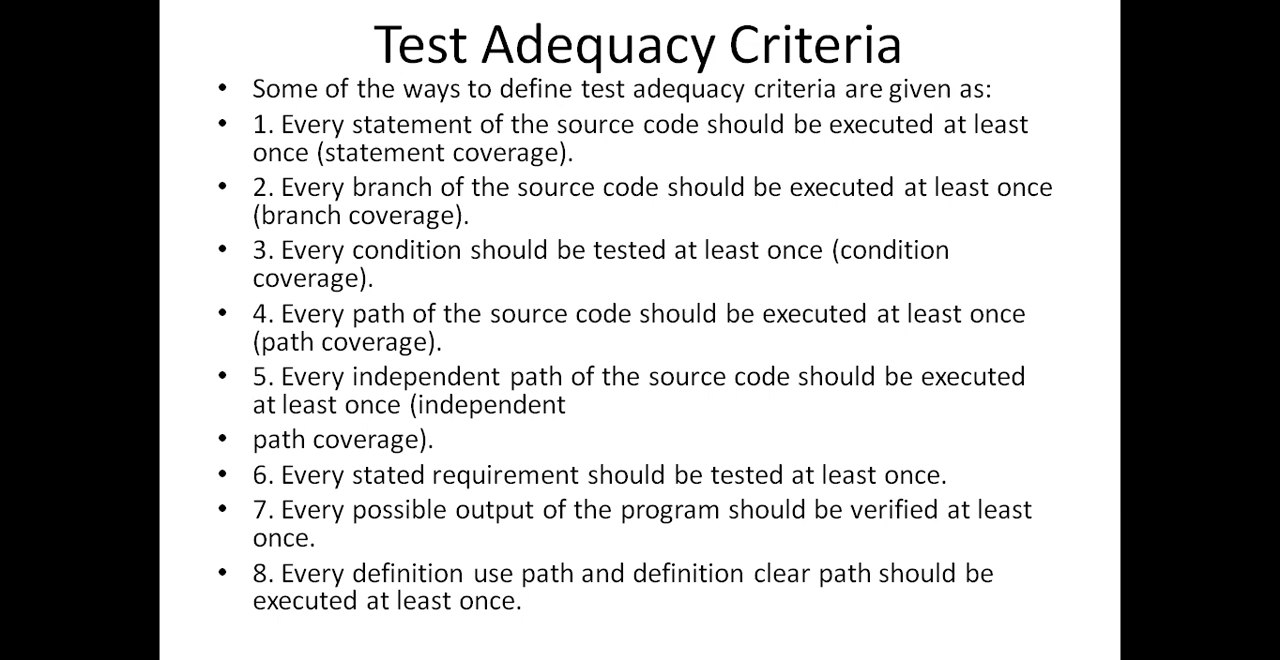 Test Adequacy Criteria
• Some of the ways to define test adequacy criteria are given as:
• 1. Every statement of the source code should be executed at least
once (statement coverage).
• 2. Every branch of the source code should be executed at least once
(branch coverage).
• 3. Every condition should be tested at least once (condition
coverage).
• 4. Every path of the source code should be executed at least once
(path coverage).
• 5. Every independent path of the source code should be executed
at least once (independent
• path coverage).
• 6. Every stated requirement should be tested at least once.
• 7. Every possible output of the program should be verified at least
once.
• 8. Every definition use path and definition clear path should be
executed at least once.